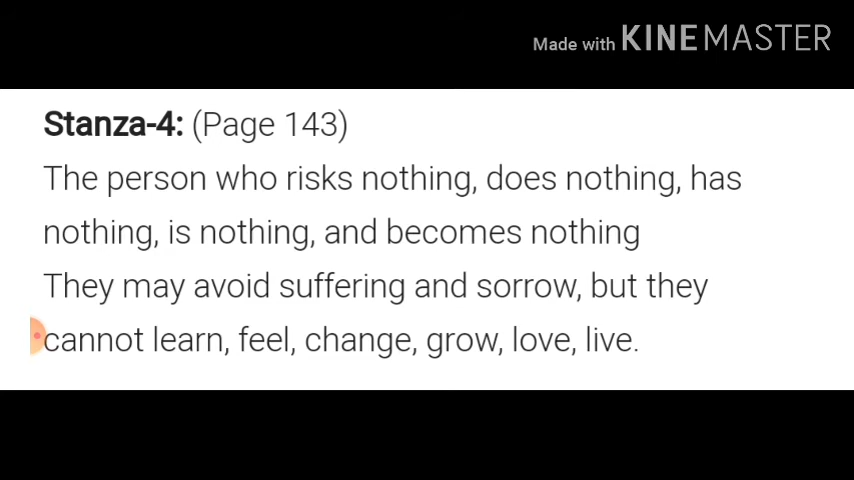 Made with KINEMASTER
Stanza-4: (Page 143)
The person who risks nothing, does nothing, has
nothing, is nothing, and becomes nothing
They may avoid suffering and sorrow, but they
cannot learn, feel, change, grow, love, live.